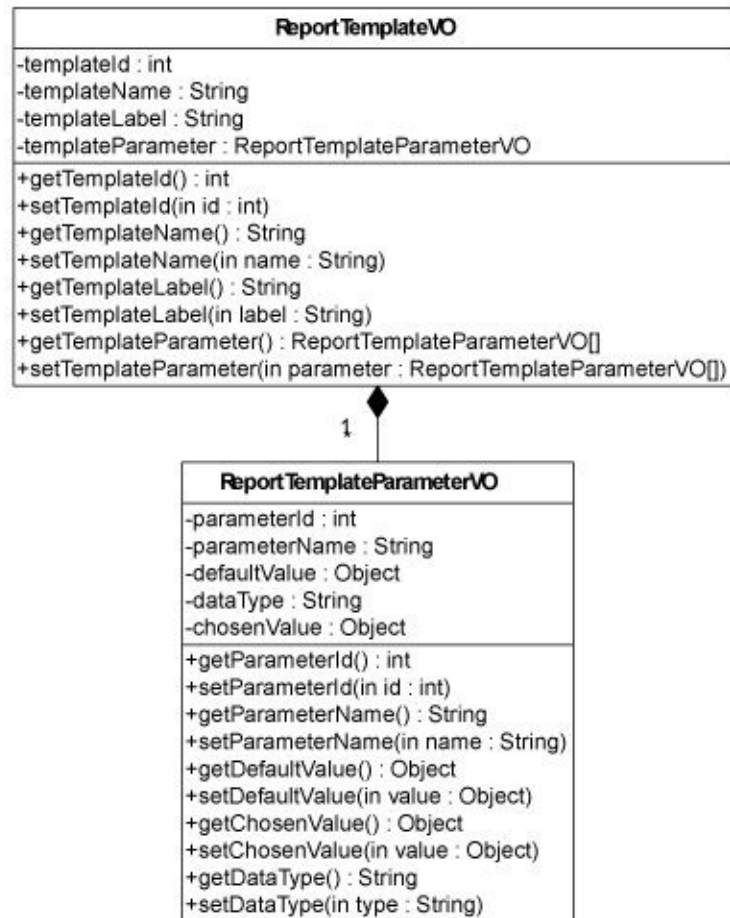 ReportTemplateVO
-templateId : int
-templateName : String
-templateLabel : String
-templateParameter : ReportTemplateParameterVO
+getTemplateId() : int
+setTemplateId(in id : int)
+getTemplateName() : String
+setTemplateName(in name : String)
+getTemplateLabel() : String
+setTemplateLabel(in label : String)
+getTemplateParameter() : ReportTemplateParameterVO[]
+setTemplateParameter(in parameter : ReportTemplateParameterVO[])
1
ReportTemplateParameterVO
-parameterId : int
-parameterName : String
-defaultValue : Object
-dataType : String
-chosenValue : Object
+getParameterId() : int
+setParameterId(in id : int)
+getParameterName() : String
+setParameterName(in name : String)
+getDefaultValue() : Object
+setDefaultValue(in value : Object)
+getChosenValue() : Object
+setChosenValue(in value : Object)
+getDataType() : String
+setDataType(in type : String)